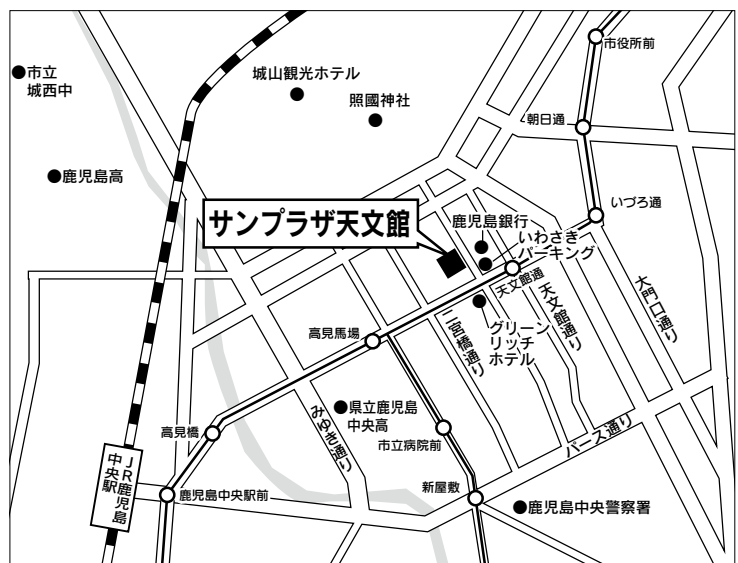 市役所前
市立
城西中
城山観光ホテル
照國神社
朝日通
鹿児島高
いづろ通
サンプラザ天文館
鹿児島銀行
いわさき
パーキング
天文館通
天文館通り
大門口通り
二宮橋通り
グリーン
リッチ
ホテル
高見馬場
みゆき通り
県立鹿児島
中央高
市立病院前
パース通り
高見橋
JR鹿児島
中央駅
鹿児島中央駅前
新屋敷
鹿児島中央警察署